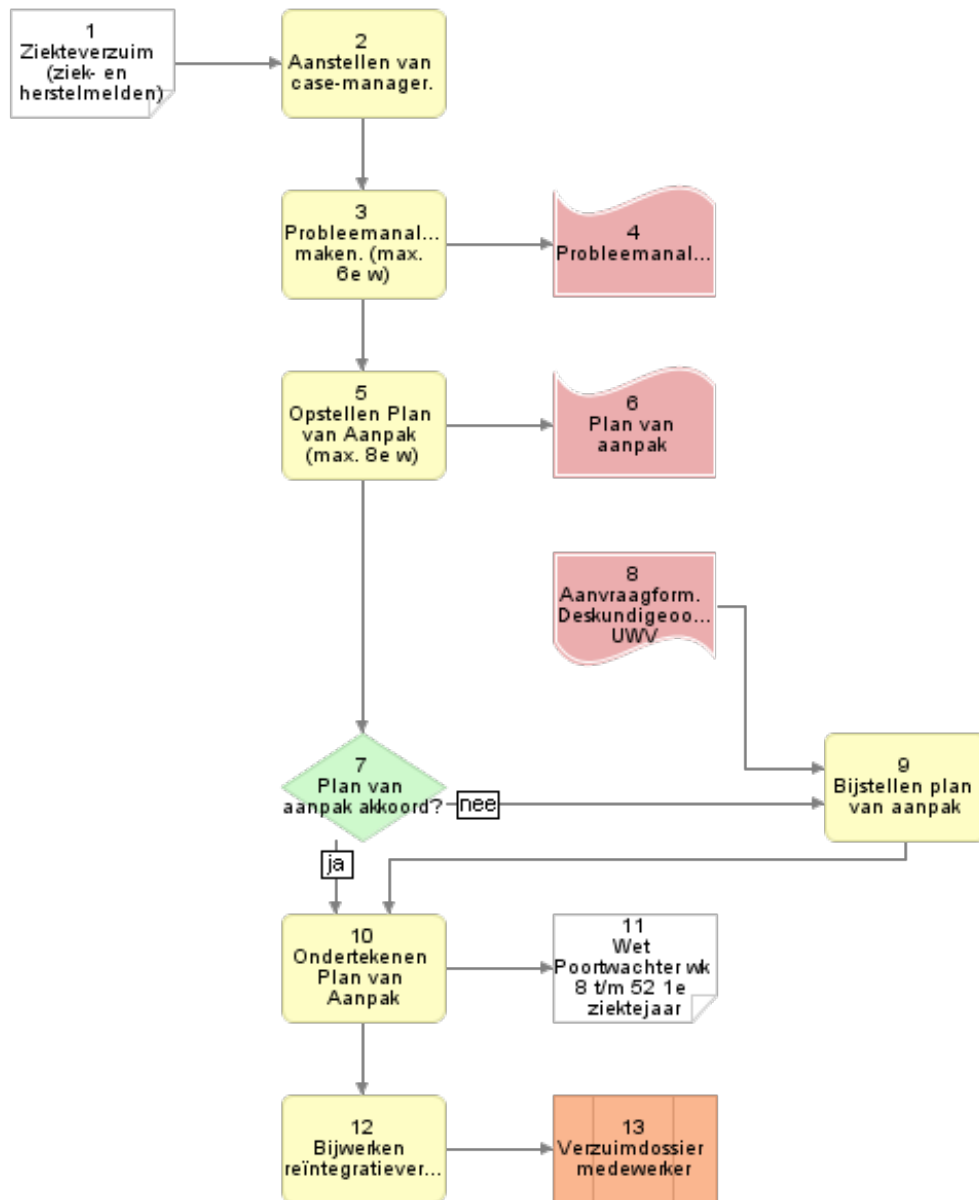 1
Ziekteverzuim
(ziek- en
herstelmelden)
2
Aanstellen van
case-manager.
3
Probleemanal...
maken. (max.
6e w)
4
Probleemanal...
5
Opstellen Plan
van Aanpak
(max. 8e w)
6
Plan van
aanpak
8
Aanvraagform.
Deskundigeoo...
UWV
7
Plan van
aanpak akkoord?
nee
9
Bijstellen plan
van aanpak
ja
10
Ondertekenen
Plan van
Aanpak
11
Wet
Poortwachter wk
8 t/m 52 1e
ziektejaar
12
Bijwerken
reïntegratiever...
13
Verzuimdossier
medewerker